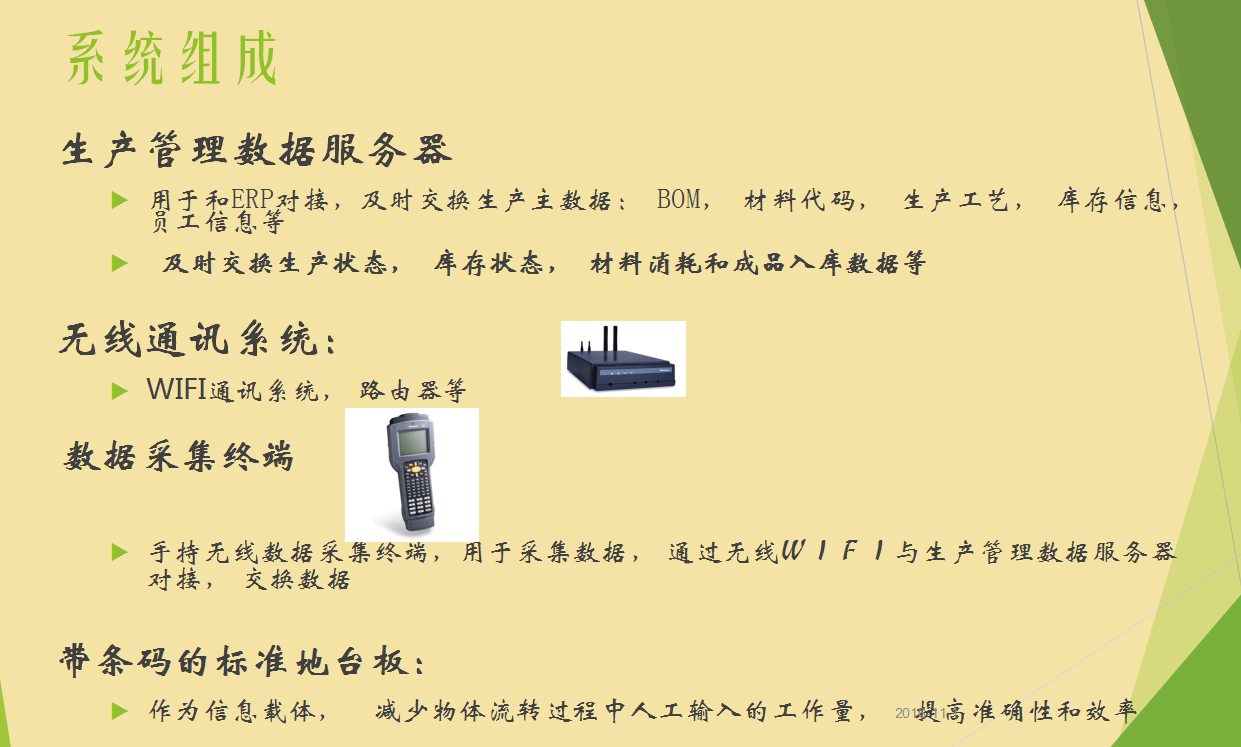 系统组成
生产管理数据服务器
用于和ERP对接，及时交换生产主数据： BOM， 材料代码， 生产工艺， 库存信息，
员工信息等
及时交换生产状态， 库存状态， 材料消耗和成品入库数据等
无线通讯系统：
WIFI通讯系统， 路由器等
数据采集终端
手持无线数据采集终端，用于采集数据， 通过无线ＷＩＦＩ与生产管理数据服务器
对接， 交换数据
带条码的标准地台板：
作为信息载体， 减少物体流转过程中人工输入的工作量， 提高准确性和效率